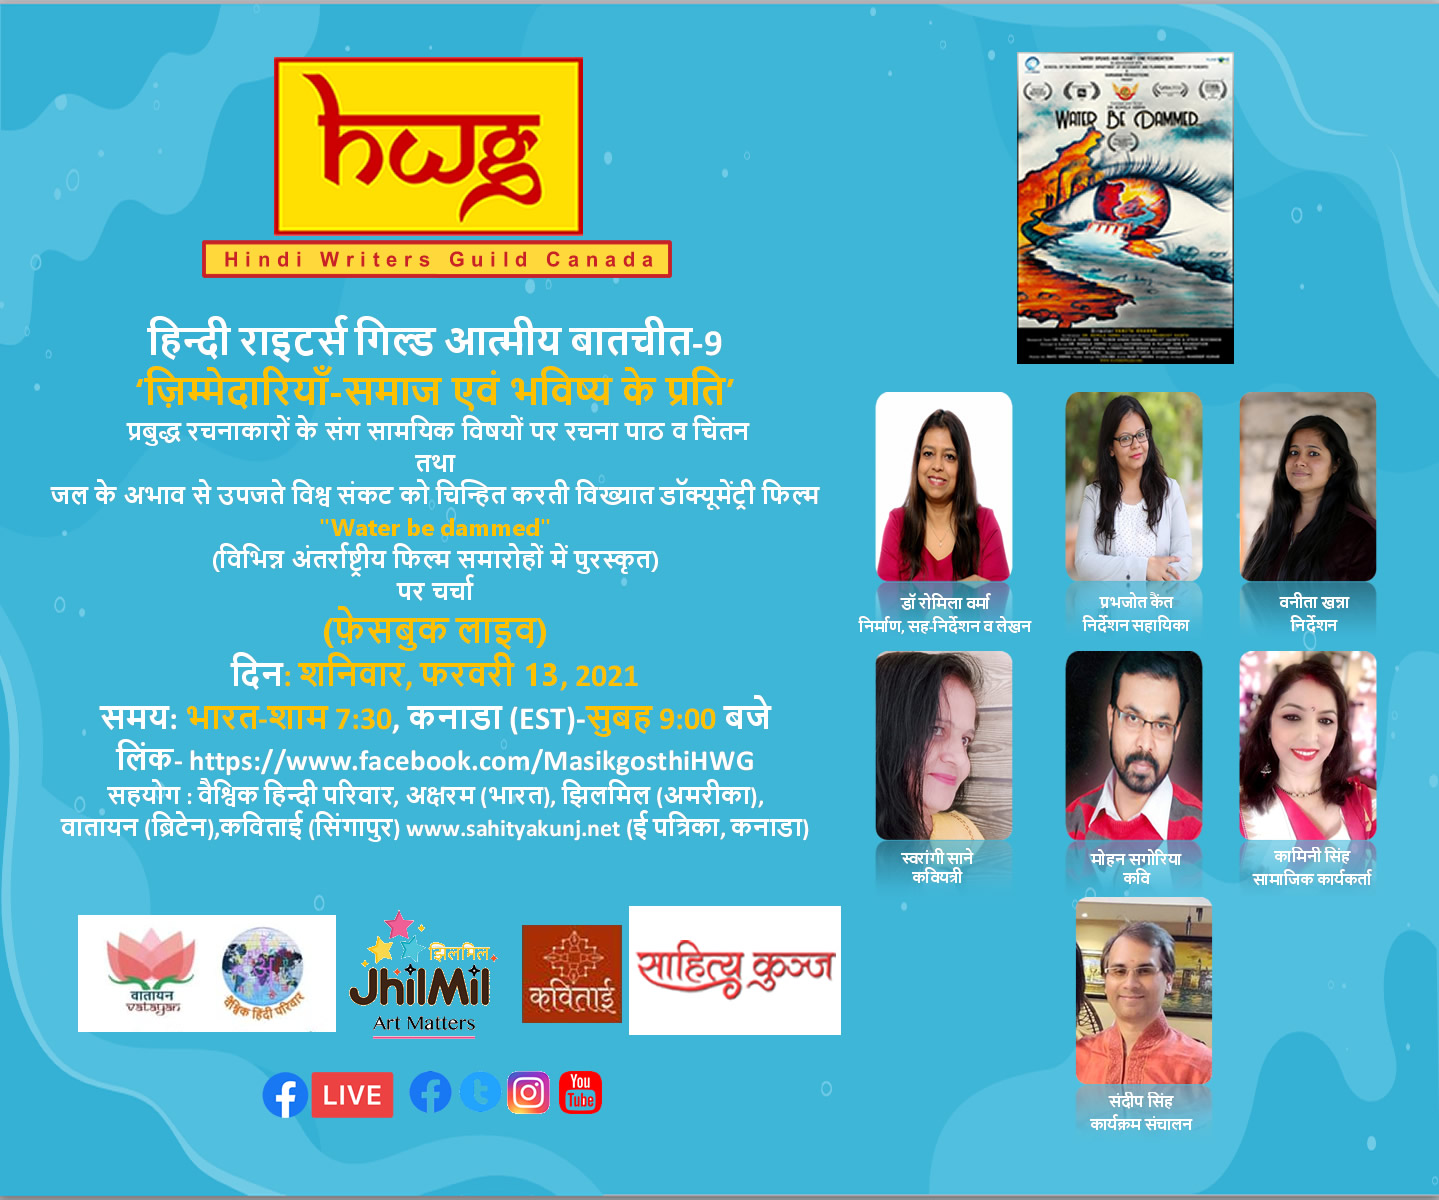 hwg
Hindi Writers Guild Canada
हिन्दी राइटर्स गिल्ड आत्मीय बातचीत-9
‘ज़िम्मेदारियाँ-समाज एवं भविष्य के प्रति’
प्रबुद्ध रचनाकारों के संग सामयिक विषयों पर रचना पाठ व चिंतन
तथा
जल के अभाव से उपजते विश्व संकट को चिन्हित करती विख्यात डॉक्यूमेंट्री फिल्म
"Water be dammed"
(विभिन्न अंतर्राष्ट्रीय फिल्म समारोहों में पुरस्कृत)
पर चर्चा
(फ़ेसबुक लाइव)
दिन: शनिवार, फरवरी 13, 2021
समय: भारत-शाम 7:30, कनाडा (EST)-सुबह 9:00 बजे
लिंक- https://www.facebook.com/MasikgosthiHWG
सहयोग : वैश्विक हिन्दी परिवार, अक्षरम (भारत), झिलमिल (अमरीका),
वातायन (ब्रिटेन),कविताई (सिंगापुर) www.sahityakunj.net (ई पत्रिका, कनाडा)
वातायन
vatayan
वैश्विक हिंदी परिवार
झिलमिल
JhilMil
Art Matters
कविताई
साहित्य कुञ्ज
LIVE
You
Tube
WATER BE DAMMED
डॉ रोमिला वर्मा
निर्माण, सह-निर्देशन व लेखन
प्रभजोत कैंत
निर्देशन सहायिका
वनीता खन्ना
निर्देशन
स्वरांगी साने
कवियत्री
मोहन सगोरिया
कवि
कामिनी सिंह
सामाजिक कार्यकर्ता
संदीप सिंह
कार्यक्रम संचालन